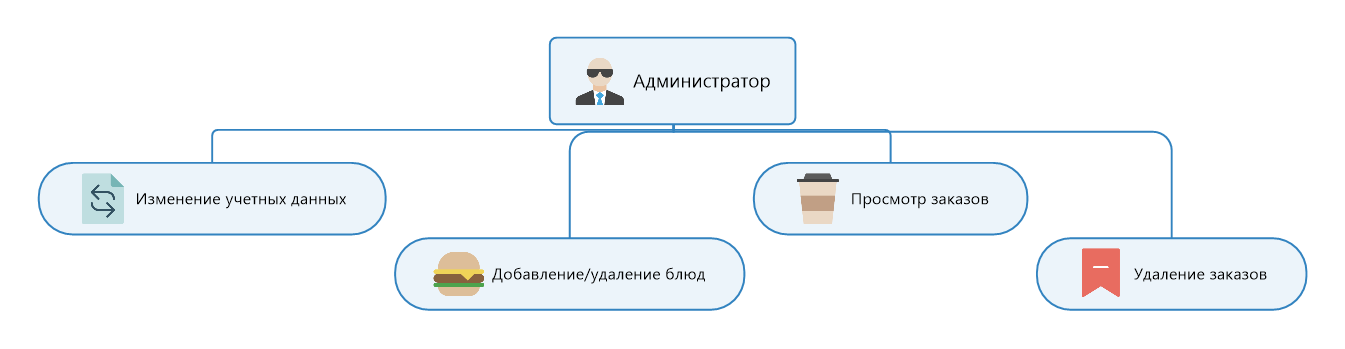 Администратор
Изменение учетных данных
Просмотр заказов
Добавление/удаление блюд
Удаление заказов